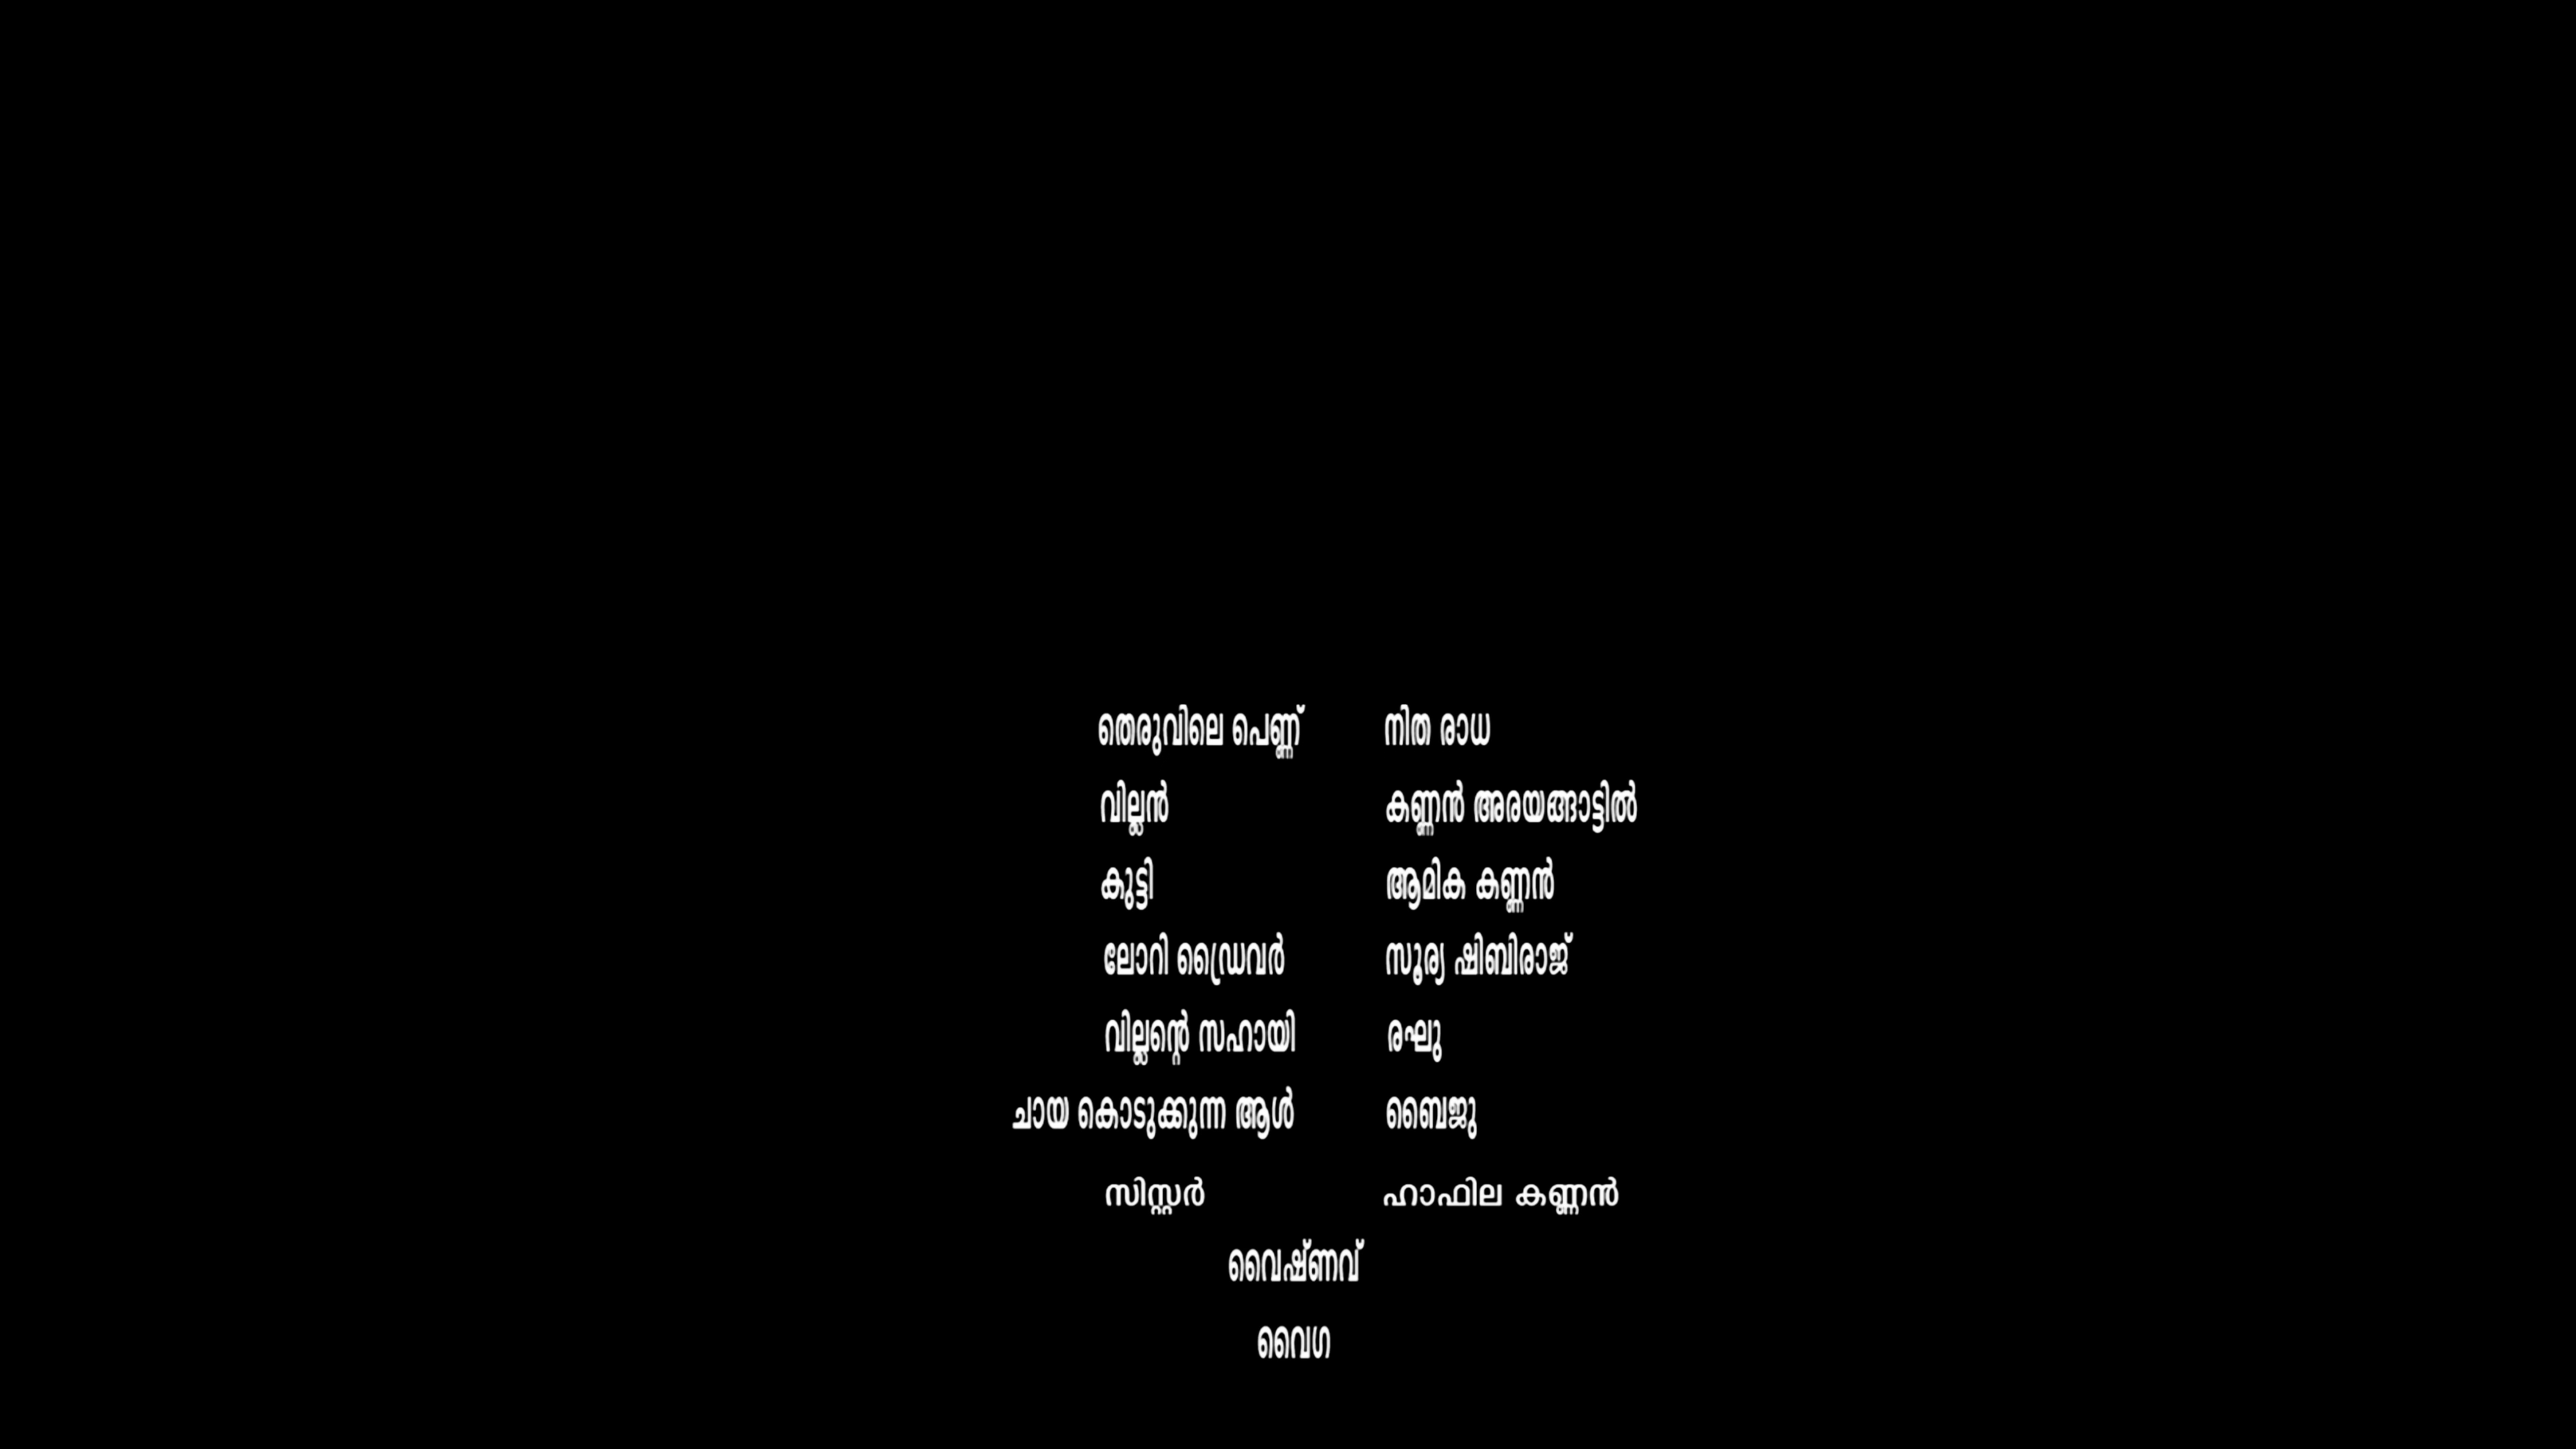 തെരുവിലെ പെണ്ണ് നിത രാധ
വില്ലൻ കണ്ണൻ അരയങ്ങാട്ടിൽ
കുട്ടി ആമിക കണ്ണൻ
ലോറി ഡ്രൈവർ സൂര്യ ഷിബിരാജ്
വില്ലന്റെ സഹായി രഘു
ചായ കൊടുക്കുന്ന ആൾ ബൈജു
സിസ്റ്റർ ഹാഫില കണ്ണൻ
വൈഷ്ണവ്
വൈഗ